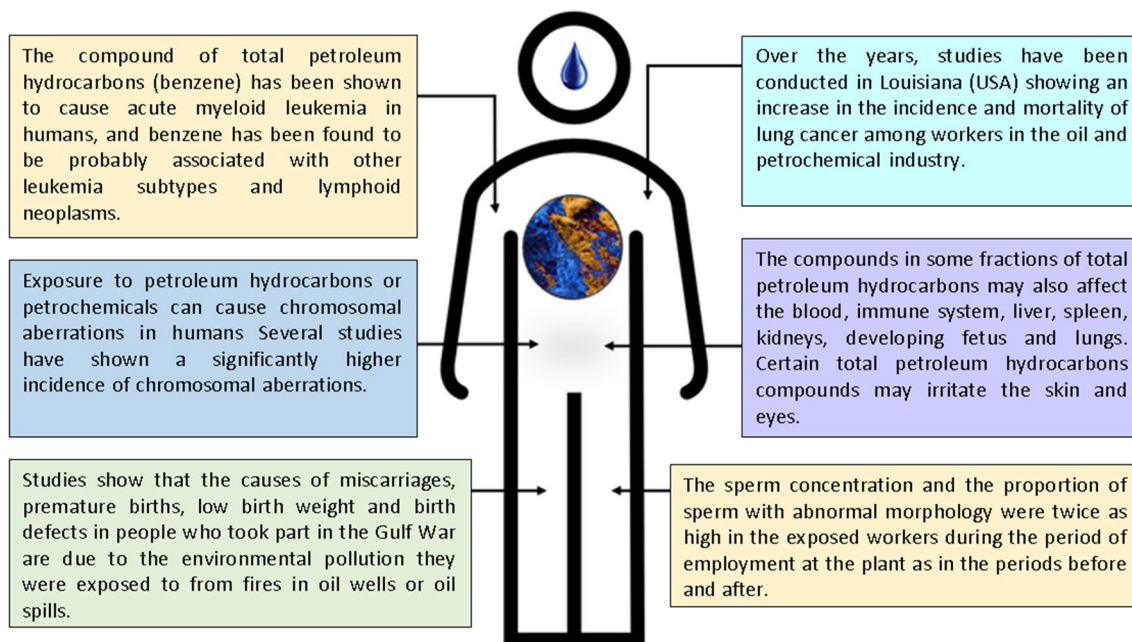 The compound of total petroleum
hydrocarbons (benzene) has been shown
to cause acute myeloid leukemia in
humans, and benzene has been found to
be probably associated with other
leukemia subtypes and lymphoid
neoplasms.
Over the years, studies have been
conducted in Louisiana (USA) showing an
increase in the incidence and mortality of
lung cancer among workers in the oil and
petrochemical industry.
Exposure to petroleum hydrocarbons or
petrochemicals can cause chromosomal
aberrations in humans Several studies
have shown a significantly higher
incidence of chromosomal aberrations.
The compounds in some fractions of total
petroleum hydrocarbons may also affect
the blood, immune system, liver, spleen,
kidneys, developing fetus and lungs.
Certain total petroleum hydrocarbons
compounds may irritate the skin and
eyes.
Studies show that the causes of miscarriages,
premature births, low birth weight and birth
defects in people who took part in the Gulf War
are due to the environmental pollution they
were exposed to from fires in oil wells or oil
spills.
The sperm concentration and the proportion of
sperm with abnormal morphology were twice as
high in the exposed workers during the period of
employment at the plant as in the periods before
and after.